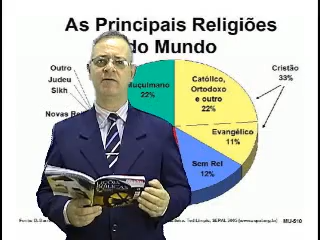 As Principais Religiões
do Mundo
Outro
Judeu
Sikh
Novas Rel
Muçulmano
22%
Católico,
Ortodoxo
e outro
22%
Cristão
33%
Evangélico
11%
Sem Rel
12%
MU-510